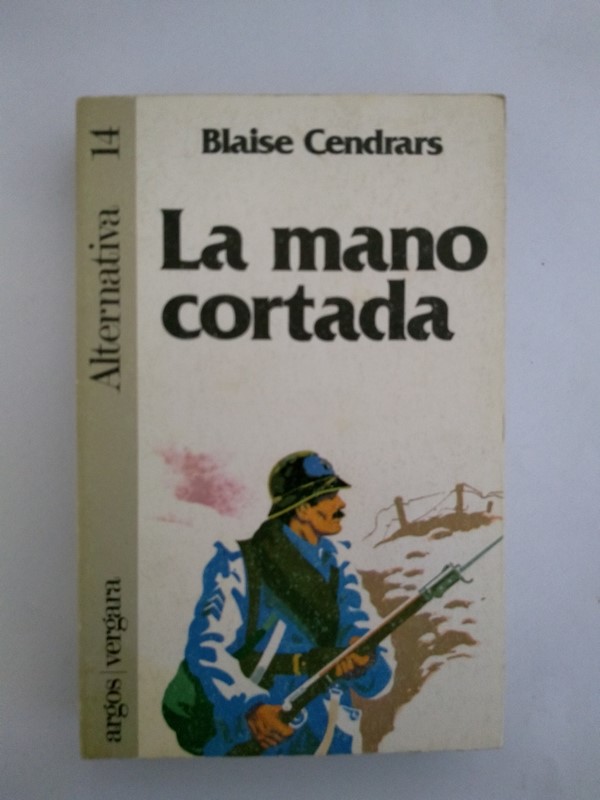 Blaise Cendrars
La mano
cortada
Alternativa 14
argos | vergara